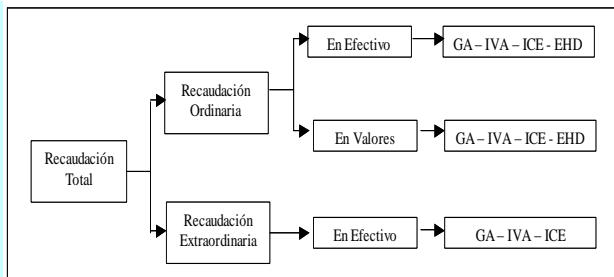 En Efectivo
GA – IVA – ICE - EHD
Recaudación
Ordinaria
En Valores
GA – IVA – ICE - EHD
Recaudación
Total
Recaudación
Extraordinaria
En Efectivo
GA – IVA – ICE